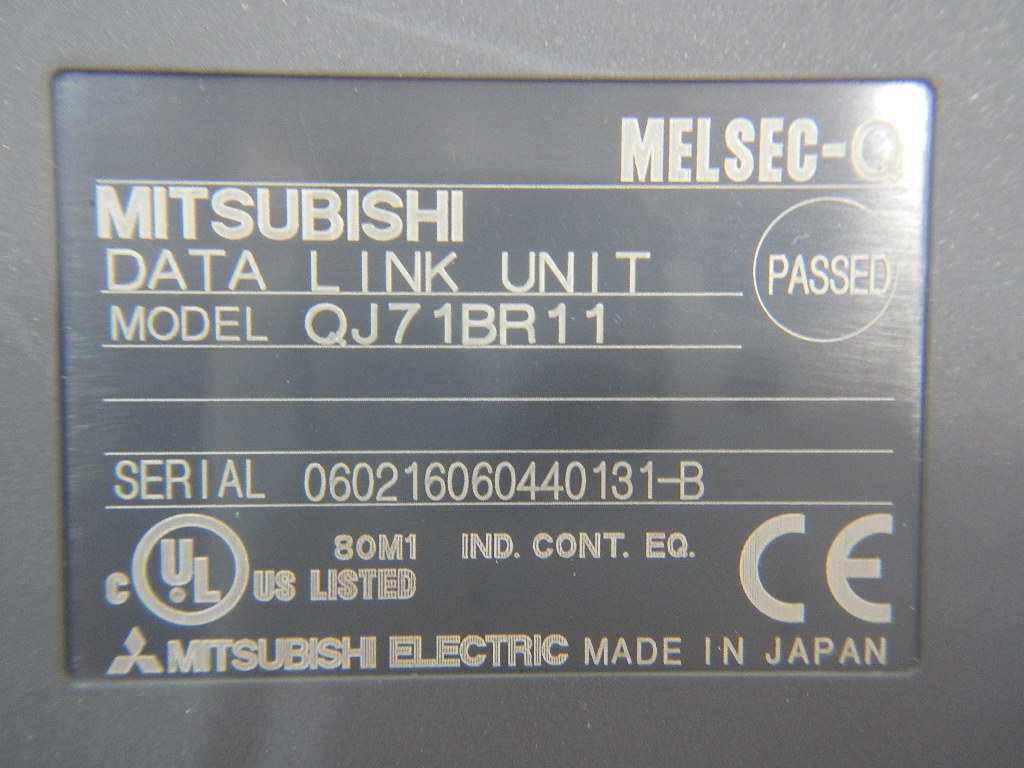 MELSEC-Q
MITSUBISHI
DATA LINK UNIT
PASSED
MODEL QJ71BR11
SERIAL 060216060440131-B
C UL US LISTED
80M1 IND. CONT. EQ.
CE
MITSUBISHI ELECTRIC MADE IN JAPAN